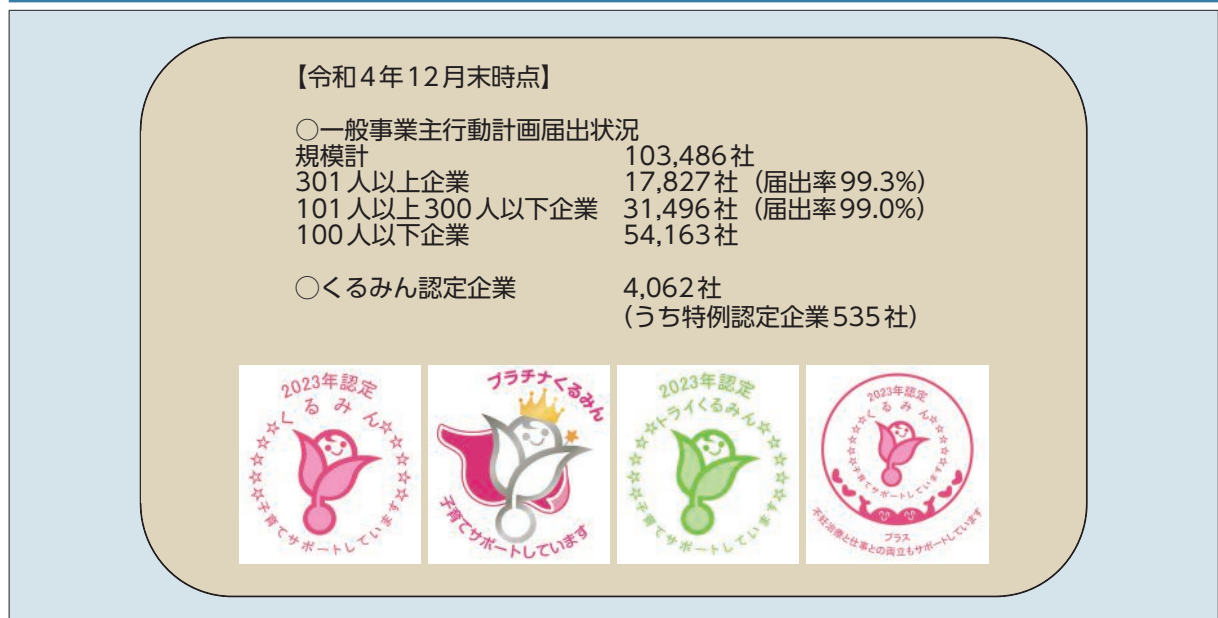 【令和4年12月末時点】
○一般事業主行動計画届出状況
規模計 103,486社
301人以上企業 17,827社（届出率99.3%）
101人以上300人以下企業 31,496社（届出率99.0%）
100人以下企業 54,163社
○くるみん認定企業 4,062社
(うち特例認定企業535社)
2023年認定
くるみん
☆☆☆☆☆子育てサポートしています☆☆☆☆☆
プラチナくるみん
子育てサポートしています
2023年認定
トライくるみん
子育てサポートしています
2023年認定
くるみん
子育てサポートしています
プラス
不妊治療と仕事との両立もサポートしています